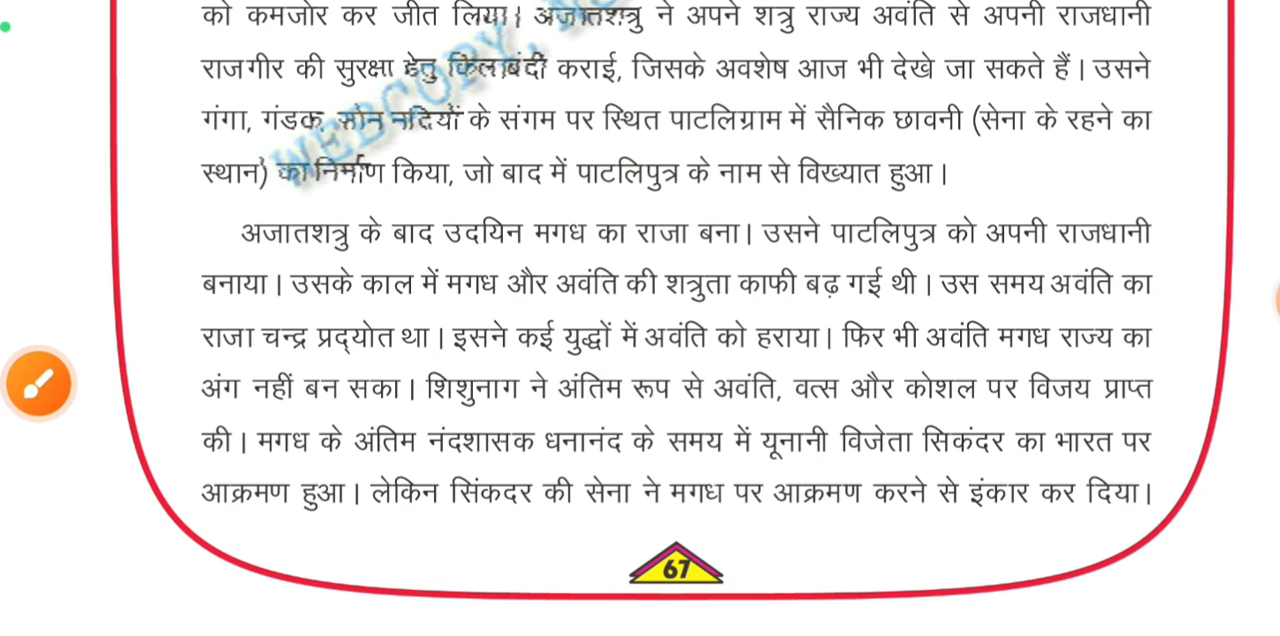 को कमजोर कर जीत लिया। अजातशत्रु ने अपने शत्रु राज्य अवंति से अपनी राजधानी
राजगीर की सुरक्षा हेतु किलाबंदी कराई, जिसके अवशेष आज भी देखे जा सकते हैं। उसने
गंगा, गंडक, सोन नदियों के संगम पर स्थित पाटलिग्राम में सैनिक छावनी (सेना के रहने का
स्थान) का निर्माण किया, जो बाद में पाटलिपुत्र के नाम से विख्यात हुआ।
अजातशत्रु के बाद उदयिन मगध का राजा बना। उसने पाटलिपुत्र को अपनी राजधानी
बनाया। उसके काल में मगध और अवंति की शत्रुता काफी बढ़ गई थी। उस समय अवंति का
राजा चन्द्र प्रद्योत था। इसने कई युद्धों में अवंति को हराया। फिर भी अवंति मगध राज्य का
अंग नहीं बन सका। शिशुनाग ने अंतिम रूप से अवंति, वत्स और कोशल पर विजय प्राप्त
की। मगध के अंतिम नंदशासक धनानंद के समय में यूनानी विजेता सिकंदर का भारत पर
आक्रमण हुआ। लेकिन सिंकदर की सेना ने मगध पर आक्रमण करने से इंकार कर दिया।
67
WEBCOPY,